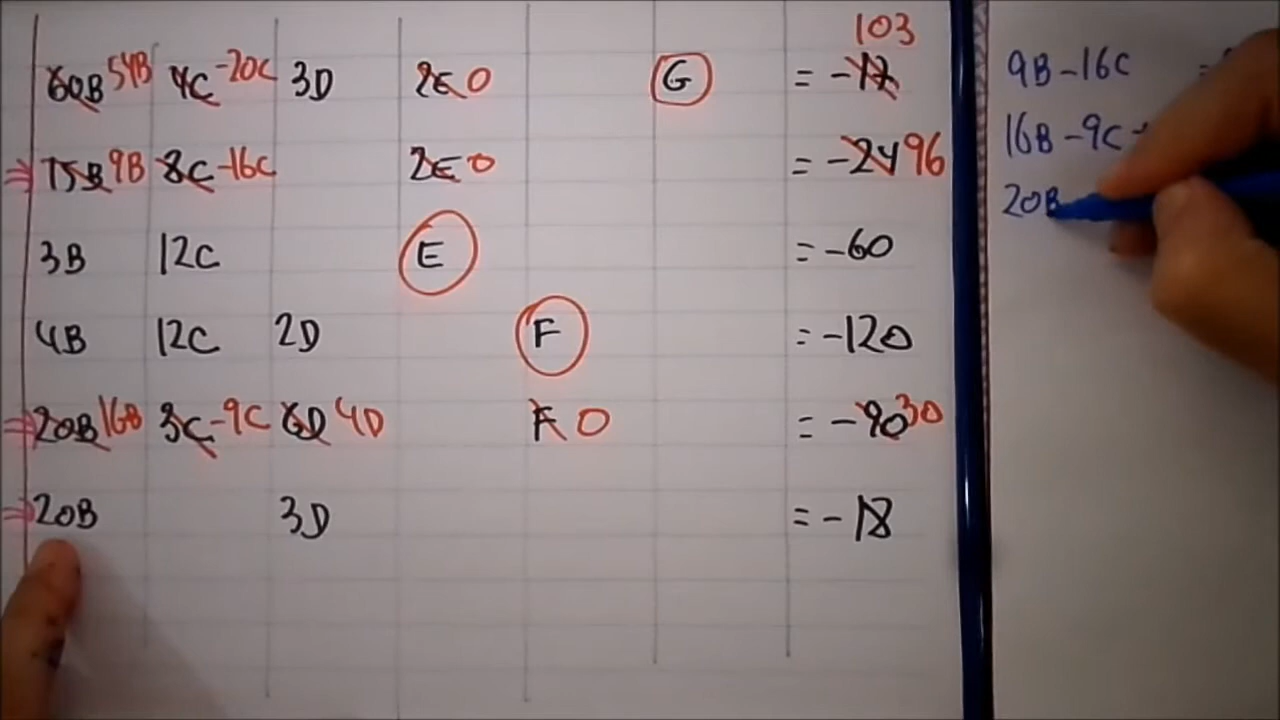 103
60B 54B 4C -20C 3D 2E 0 G = -17
⇒ 15B 9B 8C -16C 2E 0 = -24 96
3B 12C E = -60
4B 12C 2D F = -120
⇒ 20B 16B 3C -9C 6D 4D F 0 = -90 30
⇒ 20B 3D = -18
9B -16C =
16B -9C
20B